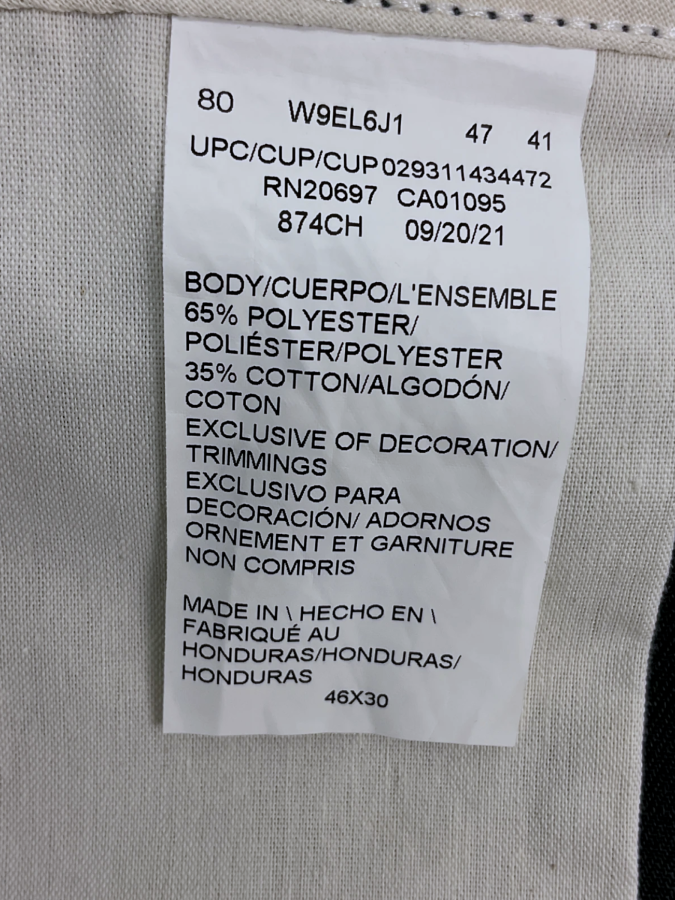 80 W9EL6J1 47 41
UPC/CUP/CUP 029311434472
RN20697 CA01095
874CH 09/20/21
BODY/CUERPO/L'ENSEMBLE
65% POLYESTER/
POLIÉSTER/POLYESTER
35% COTTON/ALGODÓN/
COTON
EXCLUSIVE OF DECORATION/
TRIMMINGS
EXCLUSIVO PARA
DECORACIÓN/ ADORNOS
ORNEMENT ET GARNITURE
NON COMPRIS
MADE IN \ HECHO EN \
FABRIQUÉ AU
HONDURAS/HONDURAS/
HONDURAS
46X30